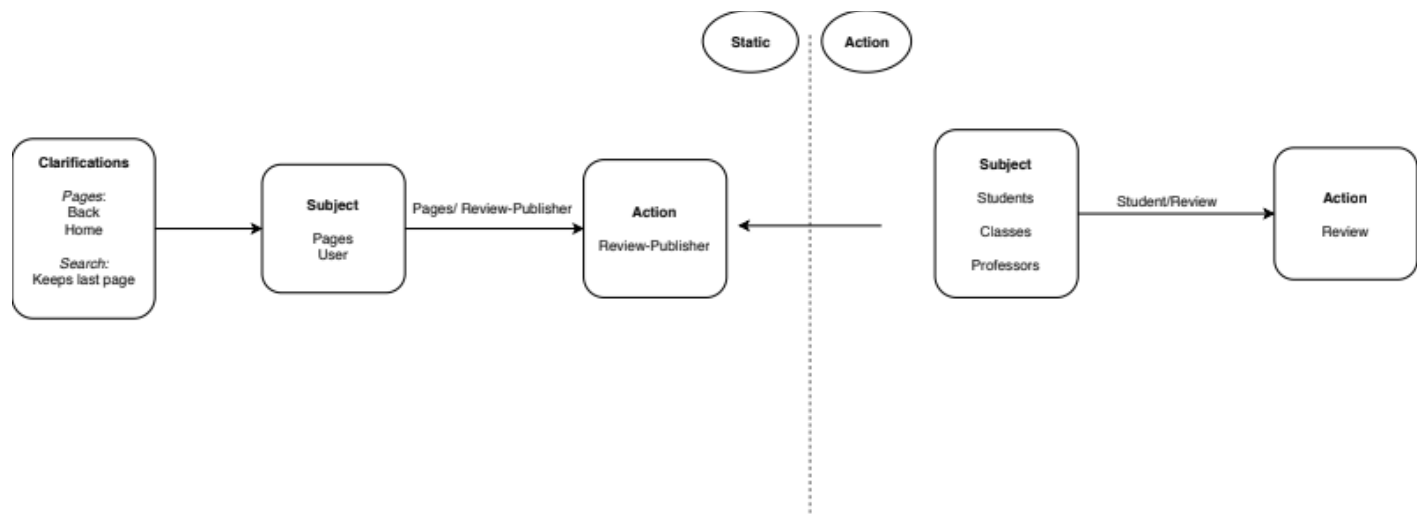 Static
Action
Clarifications
Pages:
Back
Home
Search:
Keeps last page
Subject
Pages
User
Pages/ Review-Publisher
Action
Review-Publisher
Subject
Students
Classes
Professors
Student/Review
Action
Review